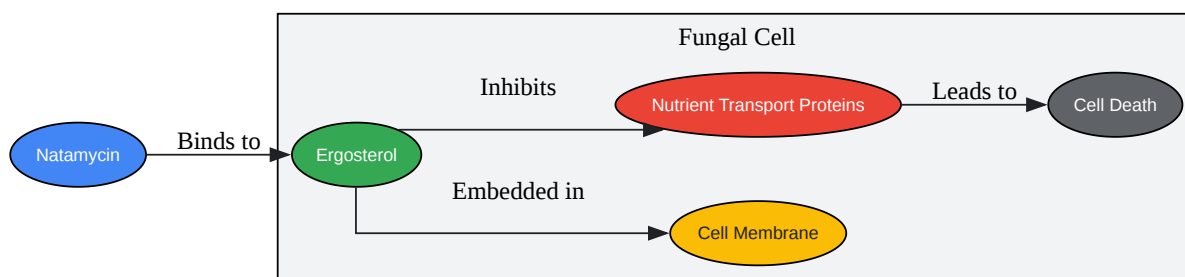 Fungal Cell
Inhibits
Nutrient Transport Proteins
Leads to
Cell Death
Natamycin
Binds to
Ergosterol
Embedded in
Cell Membrane